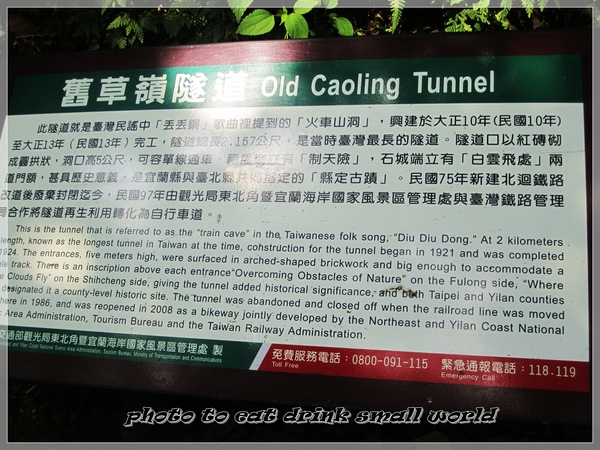 舊草嶺隧道 Old Caoling Tunnel
此隧道就是臺灣民謠中「丟丟銅」歌曲裡提到的「火車山洞」，興建於大正10年(民國10年)
至大正13年(民國13年)完工，隧道總長2.167公尺，是當時臺灣最長的隧道。隧道口以紅磚砌
成圓拱狀，洞口高5公尺，可容單線通車。福隆端立有「制天險」，石城端立有「白雲飛處」兩
道門額，甚具歷史意義，是宜蘭縣與臺北縣共同指定的「縣定古蹟」。民國75年新建北迴鐵路
改道後廢棄封閉迄今，民國97年由觀光局東北角暨宜蘭海岸國家風景區管理處與臺灣鐵路管理
局合作將隧道再生利用轉化為自行車道。
This is the tunnel that is referred to as the "train cave" in the Taiwanese folk song, "Diu Diu Dong." At 2 kilometers
length, known as the longest tunnel in Taiwan at the time, construction for the tunnel began in 1921 and was completed
1924. The entrances, five meters high, were surfaced in arched-shaped brickwork and big enough to accommodate a
le track. There is an inscription above each entrance"Overcoming Obstacles of Nature" on the Fulong side, "Where
e Clouds Fly" on the Shihcheng side, giving the tunnel added historical significance, and both Taipei and Yilan counties
designated it a county-level historic site. The tunnel was abandoned and closed off when the railroad line was moved
here in 1986, and was reopened in 2008 as a bikeway jointly developed by the Northeast and Yilan Coast National
c Area Administration, Tourism Bureau and the Taiwan Railway Administration.
交通部觀光局東北角暨宜蘭海岸國家風景區管理處 製
and Yilan Coast National Scenic Area Administration, Tourism Bureau, Ministry of Transportation and Communications
免費服務電話：0800-091-115 緊急通報電話：118.119
Toll Free Emergency Call
photo to eat drink small world